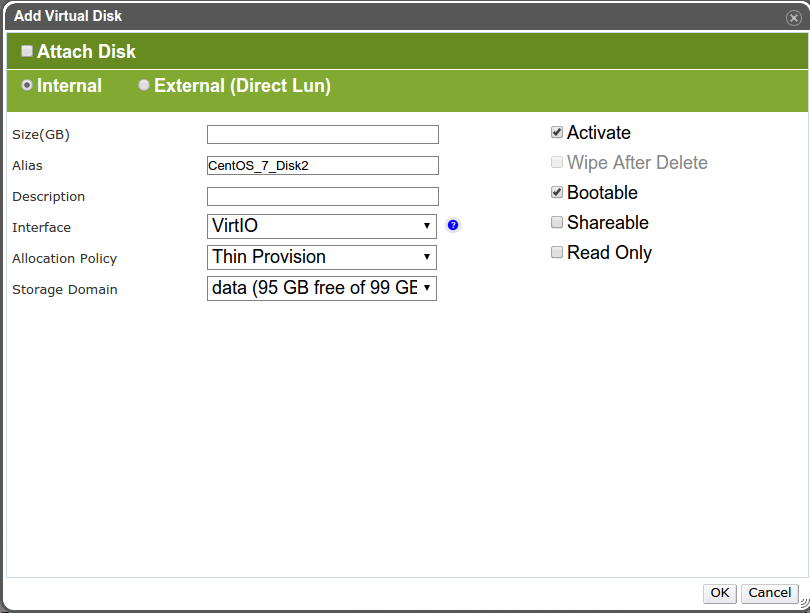 Add Virtual Disk
Attach Disk
Internal External (Direct Lun)
Size(GB)
Alias CentOS_7_Disk2
Description
Interface VirtIO ?
Allocation Policy Thin Provision
Storage Domain data (95 GB free of 99 GB
Activate
Wipe After Delete
Bootable
Shareable
Read Only
OK Cancel